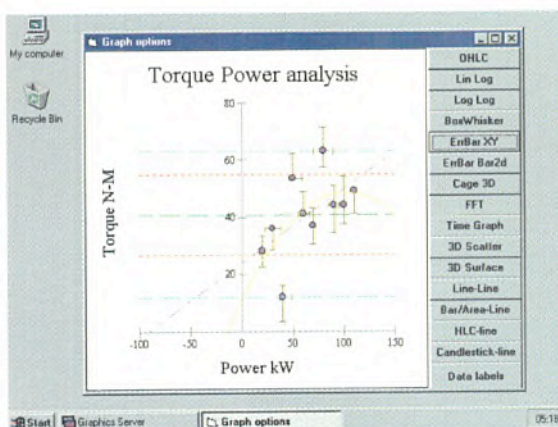 My computer
Recycle Bin
Graph options
Torque Power analysis
Torque N-M
80
60
40
20
-100
-50
0
50
100
150
Power kW
OHLC
Lin Log
Log Log
BoxWhisker
ErrBar XY
ErrBar Bar2d
Cage 3D
FFT
Time Graph
3D Scatter
3D Surface
Line-Line
Bar/Area-Line
HLC-line
Candlestick-line
Data labels
Start
Graphics Server
Graph options
05:18